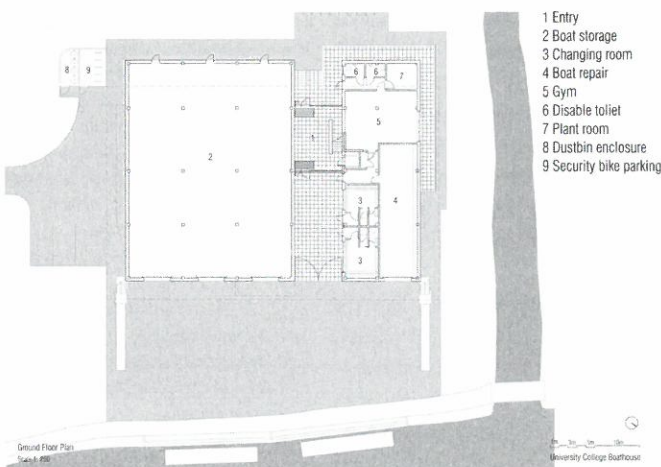 1 Entry
2 Boat storage
3 Changing room
4 Boat repair
5 Gym
6 Disable toliet
7 Plant room
8 Dustbin enclosure
9 Security bike parking
8 9
6 6 7
5
1
2
3 4
3
Ground Floor Plan
University College Boathouse